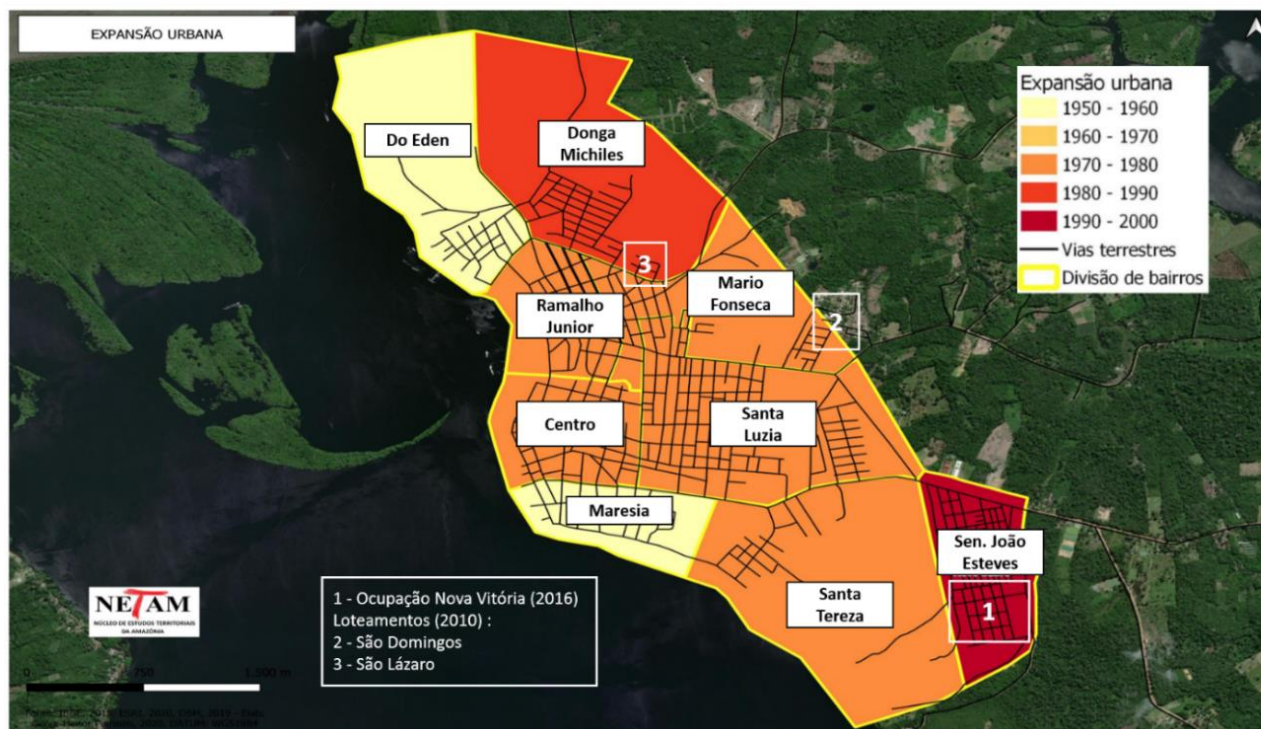 EXPANSÃO URBANA
Do Eden
Donga
Michiles
3
Mario
Fonseca
Ramalho
Junior
2
Centro
Santa
Luzia
Maresia
Sen. João
Esteves
Santa
Tereza
1
Expansão urbana
1950 - 1960
1960 - 1970
1970 - 1980
1980 - 1990
1990 - 2000
Vias terrestres
Divisão de bairros
NETAM
NÚCLEO DE ESTUDOS TERRITORIAIS
DA AMAZÔNIA
1 - Ocupação Nova Vitória (2016)
Loteamentos (2010) :
2 - São Domingos
3 - São Lázaro
0 750 1.500 m